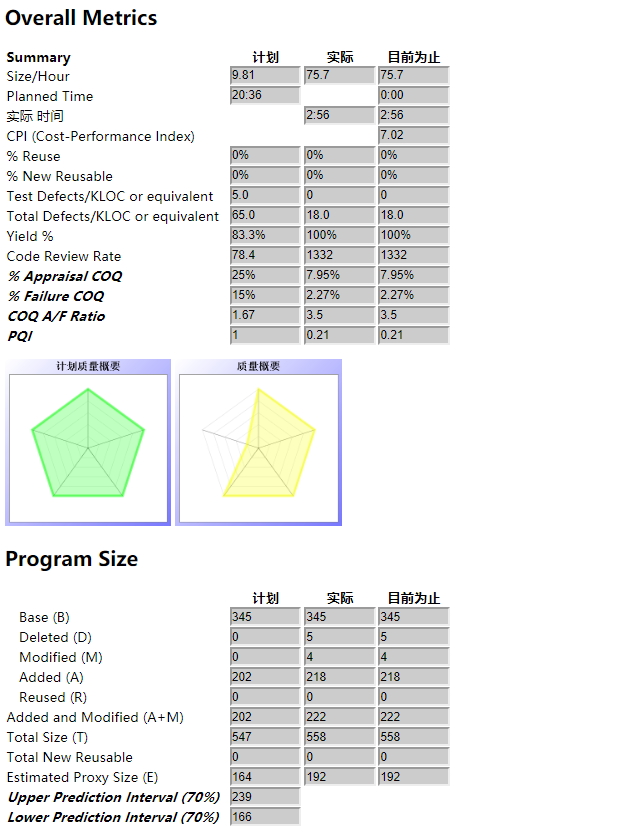 Overall Metrics
Summary 计划 实际 目前为止
Size/Hour 9.81 75.7 75.7
Planned Time 20:36 0:00
实际 时间 2:56 2:56
CPI (Cost-Performance Index) 7.02
% Reuse 0% 0% 0%
% New Reusable 0% 0% 0%
Test Defects/KLOC or equivalent 5.0 0 0
Total Defects/KLOC or equivalent 65.0 18.0 18.0
Yield % 83.3% 100% 100%
Code Review Rate 78.4 1332 1332
% Appraisal COQ 25% 7.95% 7.95%
% Failure COQ 15% 2.27% 2.27%
COQ A/F Ratio 1.67 3.5 3.5
PQI 1 0.21 0.21
计划质量概要 质量概要
Program Size
计划 实际 目前为止
Base (B) 345 345 345
Deleted (D) 0 5 5
Modified (M) 0 4 4
Added (A) 202 218 218
Reused (R) 0 0 0
Added and Modified (A+M) 202 222 222
Total Size (T) 547 558 558
Total New Reusable 0 0 0
Estimated Proxy Size (E) 164 192 192
Upper Prediction Interval (70%) 239
Lower Prediction Interval (70%) 166